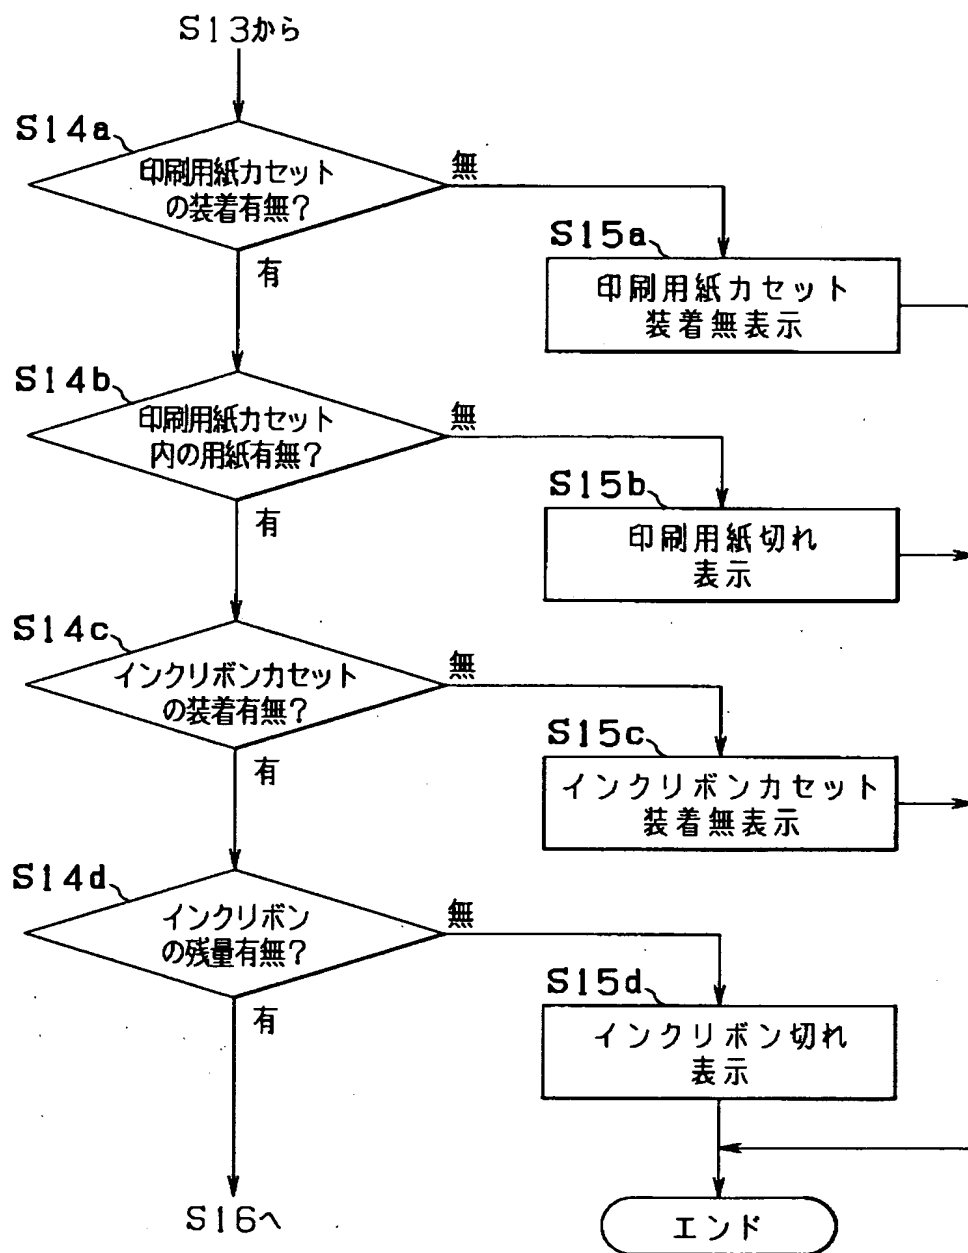 S13から
S14a
印刷用紙カセット
の装着有無?
無
有
S15a
印刷用紙カセット
装着無表示
S14b
印刷用紙カセット
内の用紙有無?
無
有
S15b
印刷用紙切れ
表示
S14c
インクリボンカセット
の装着有無?
無
有
S15c
インクリボンカセット
装着無表示
S14d
インクリボン
の残量有無?
無
有
S15d
インクリボン切れ
表示
S16へ
エンド